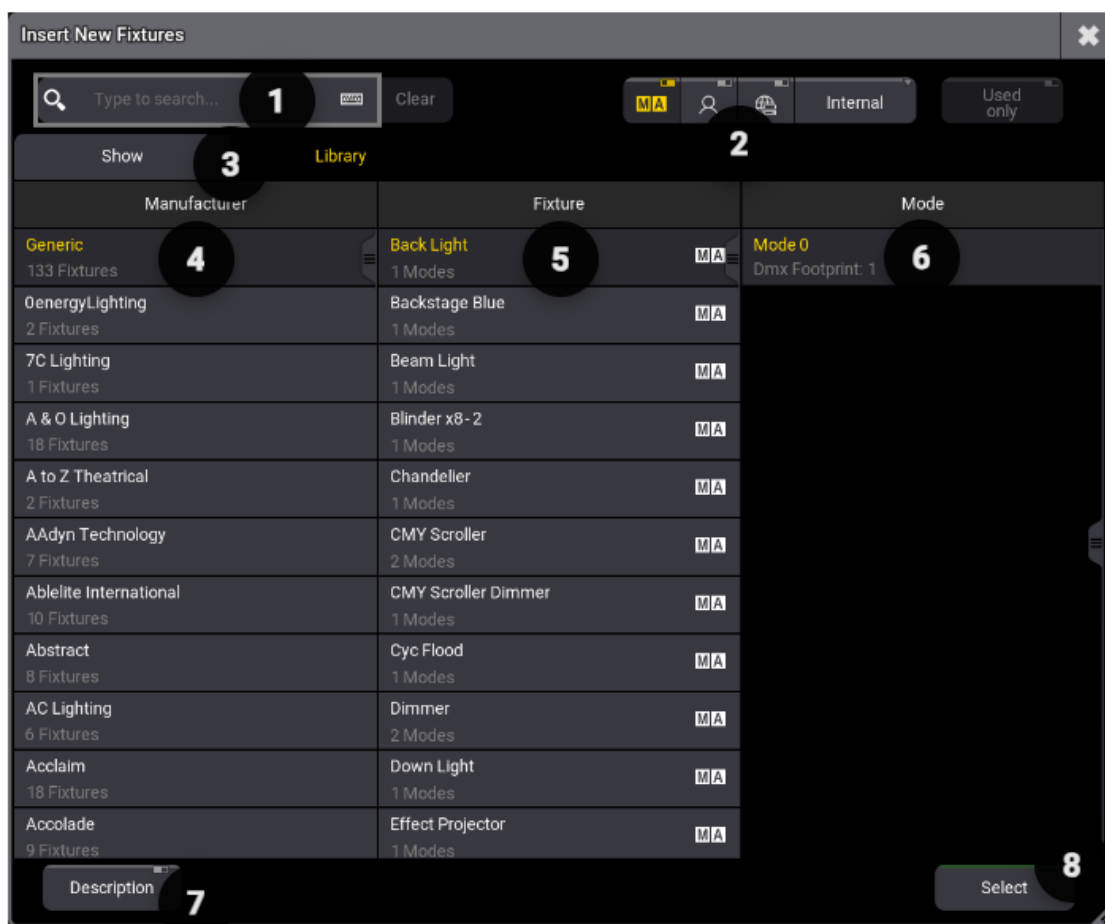 Insert New Fixtures
Type to search... 1 Clear MA Internal Used only
2
Show 3 Library
Manufacturer Fixture Mode
Generic Back Light MA Mode 0
133 Fixtures 4 1 Modes 5 Dmx Footprint: 1 6
0energyLighting Backstage Blue MA
2 Fixtures 1 Modes
7C Lighting Beam Light MA
1 Fixtures 1 Modes
A & O Lighting Blinder x8-2 MA
18 Fixtures 1 Modes
A to Z Theatrical Chandelier MA
2 Fixtures 1 Modes
AAdyn Technology CMY Scroller MA
7 Fixtures 2 Modes
Ablelite International CMY Scroller Dimmer MA
10 Fixtures 1 Modes
Abstract Cyc Flood MA
8 Fixtures 1 Modes
AC Lighting Dimmer MA
6 Fixtures 2 Modes
Acclaim Down Light MA
18 Fixtures 1 Modes
Accolade Effect Projector MA
9 Fixtures 1 Modes
Description 7 Select 8